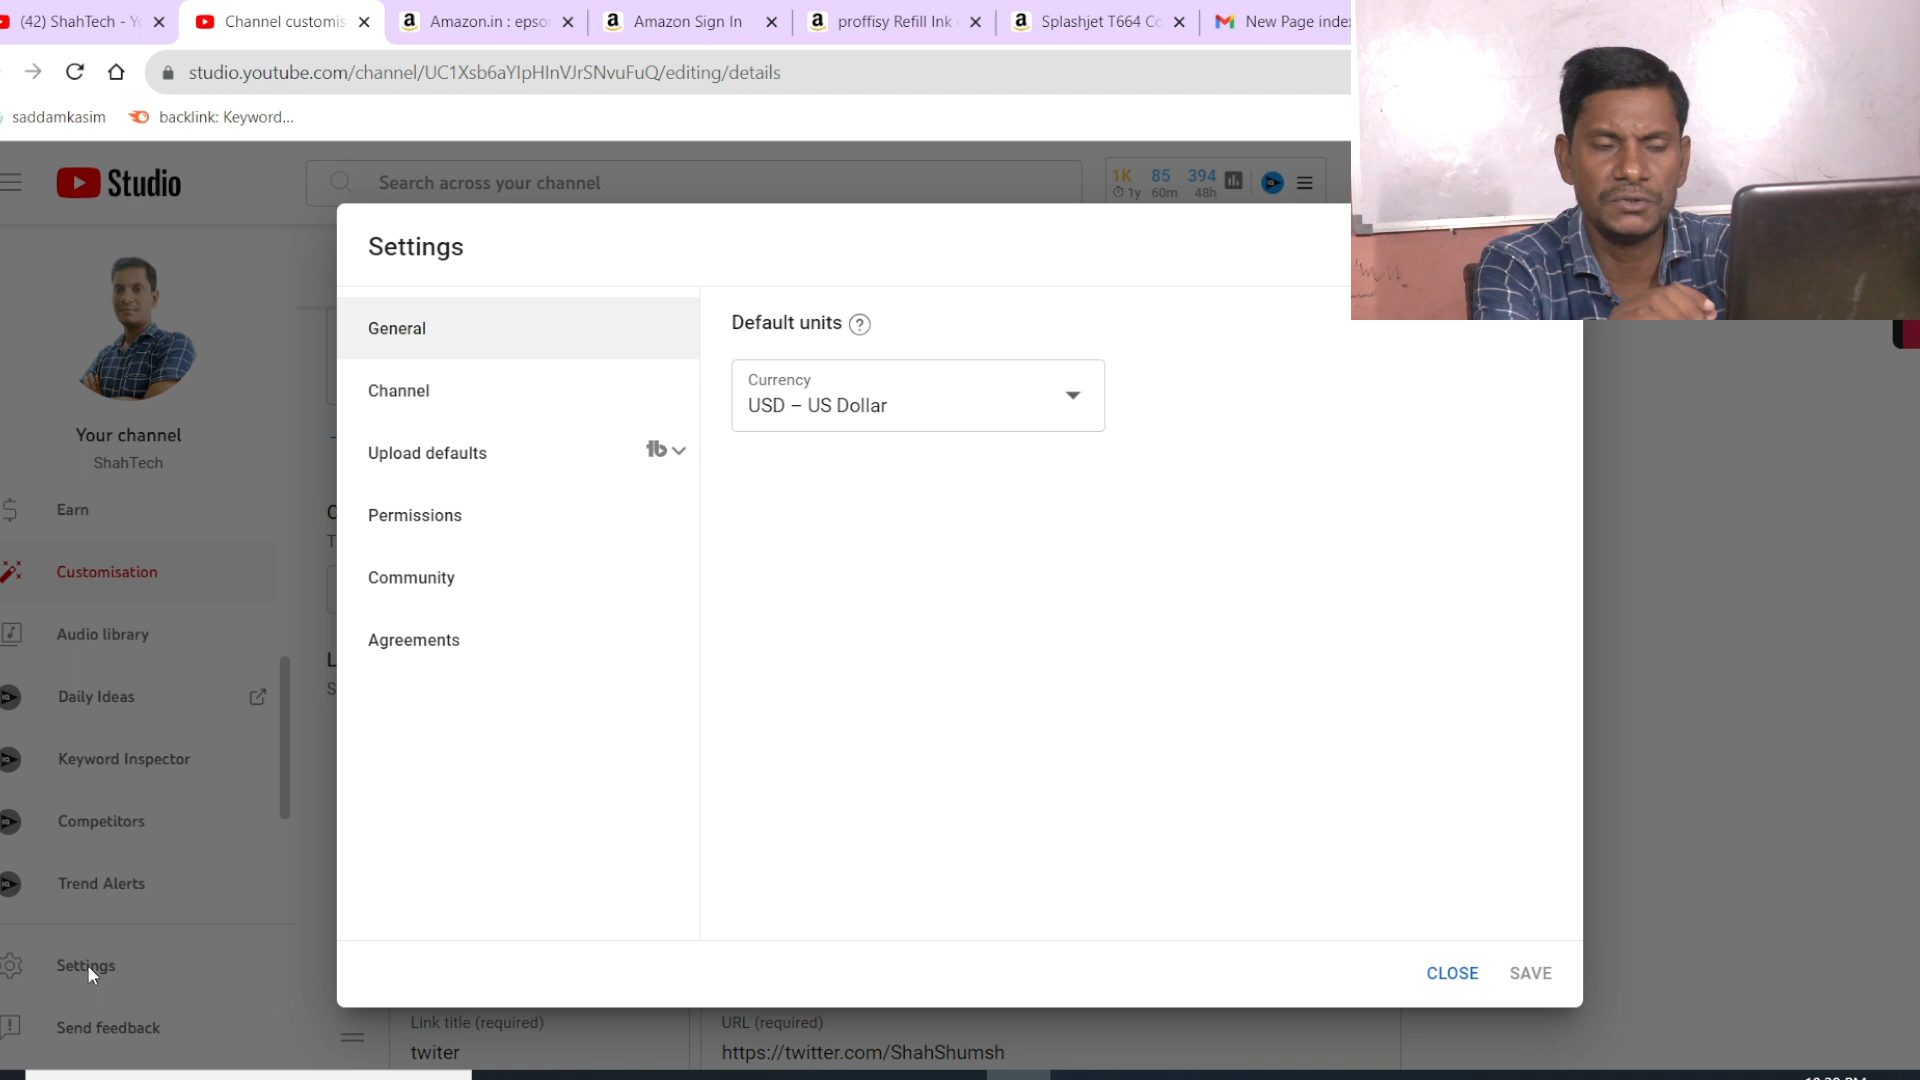 (42) ShahTech - Yo
Channel customis
Amazon.in : epso
Amazon Sign In
proffisy Refill Ink
Splashjet T664 Co
New Page index
studio.youtube.com/channel/UC1Xsb6aYIpHInVJrSNvuFuQ/editing/details
saddamkasim
backlink: Keyword...
Studio
Search across your channel
1K 85 394
1y 60m 48h
Settings
General
Channel
Upload defaults
Permissions
Community
Agreements
Default units
Currency
USD – US Dollar
CLOSE SAVE
Your channel
ShahTech
Earn
Customisation
Audio library
Daily Ideas
Keyword Inspector
Competitors
Trend Alerts
Settings
Send feedback
Link title (required)
twiter
URL (required)
https://twitter.com/ShahShumsh